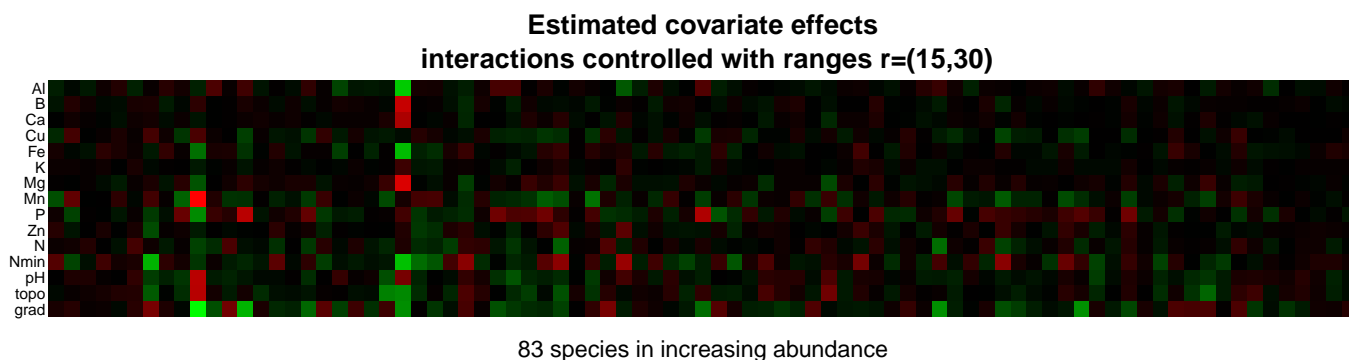 Estimated covariate effects
interactions controlled with ranges r=(15,30)
Al
B
Ca
Cu
Fe
K
Mg
Mn
P
Zn
N
Nmin
pH
topo
grad
83 species in increasing abundance